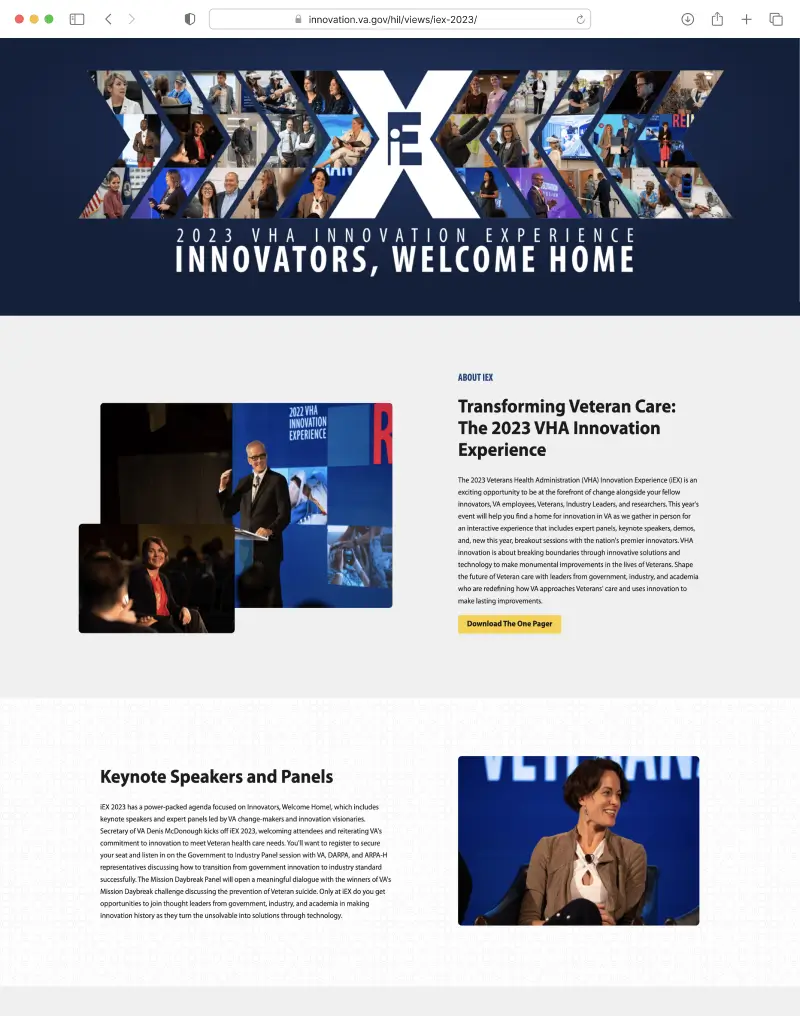 innovation.va.gov/hil/views/iex-2023/
iE
X
RE
2023 VHA INNOVATION EXPERIENCE
INNOVATORS, WELCOME HOME
2022 VHA
INNOVATION
EXPERIENCE
R
ABOUT IEX
Transforming Veteran Care:
The 2023 VHA Innovation
Experience
The 2023 Veterans Health Administration (VHA) Innovation Experience (iEX) is an
exciting opportunity to be at the forefront of change alongside your fellow
innovators, VA employees, Veterans, Industry Leaders, and researchers. This year's
event will help you find a home for innovation in VA as we gather in person for
an interactive experience that includes expert panels, keynote speakers, demos,
and, new this year, breakout sessions with the nation's premier innovators. VHA
innovation is about breaking boundaries through innovative solutions and
technology to make monumental improvements in the lives of Veterans. Shape
the future of Veteran care with leaders from government, industry, and academia
who are redefining how VA approaches Veterans' care and uses innovation to
make lasting improvements.
Download The One Pager
Keynote Speakers and Panels
iEX 2023 has a power-packed agenda focused on Innovators, Welcome Home!, which includes
keynote speakers and expert panels led by VA change-makers and innovation visionaries.
Secretary of VA Denis McDonough kicks off iEX 2023, welcoming attendees and reiterating VA's
commitment to innovation to meet Veteran health care needs. You'll want to register to secure
your seat and listen in on the Government to Industry Panel session with VA, DARPA, and ARPA-H
representatives discussing how to transition from government innovation to industry standard
successfully. The Mission Daybreak Panel will open a meaningful dialogue with the winners of VA's
Mission Daybreak challenge discussing the prevention of Veteran suicide. Only at iEX do you get
opportunities to join thought leaders from government, industry, and academia in making
innovation history as they turn the unsolvable into solutions through technology.